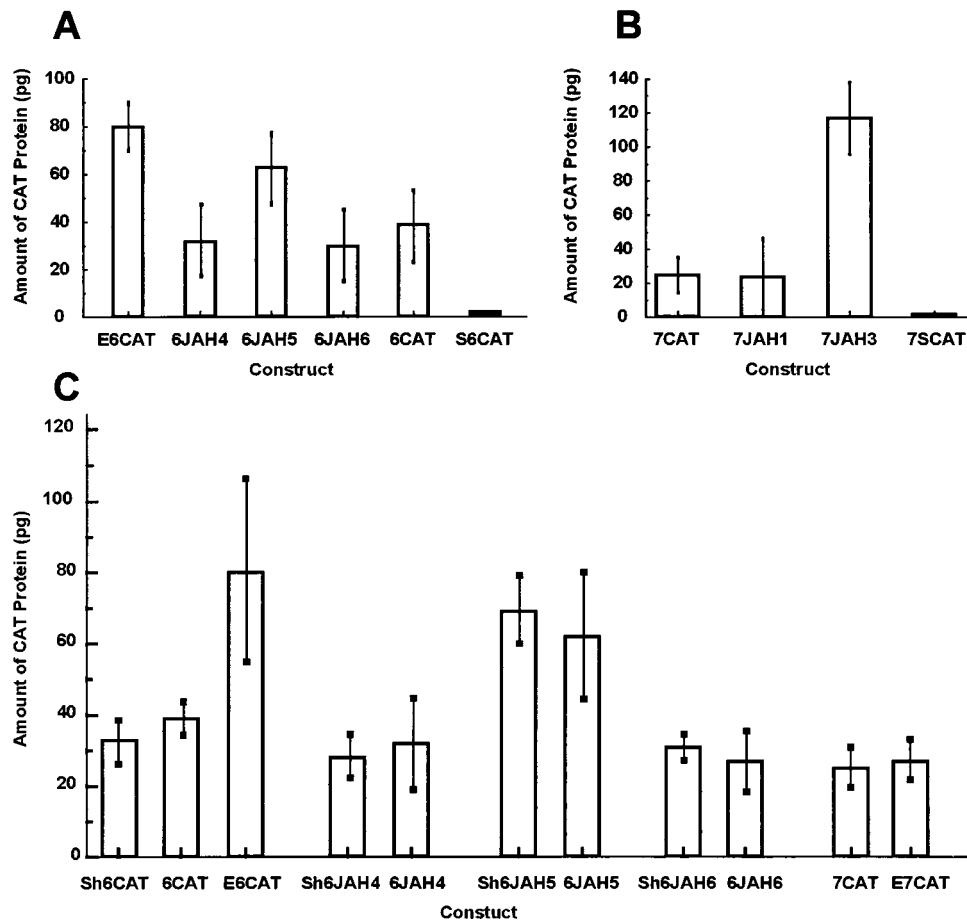 A
Amount of CAT Protein (pg)
100
80
60
40
20
0
E6CAT 6JAH4 6JAH5 6JAH6 6CAT S6CAT
Construct
B
Amount of CAT Protein (pg)
140
120
100
80
60
40
20
0
7CAT 7JAH1 7JAH3 7SCAT
Construct
C
Amount of CAT Protein (pg)
120
100
80
60
40
20
0
Sh6CAT 6CAT E6CAT Sh6JAH4 6JAH4 Sh6JAH5 6JAH5 Sh6JAH6 6JAH6 7CAT E7CAT
Constuct